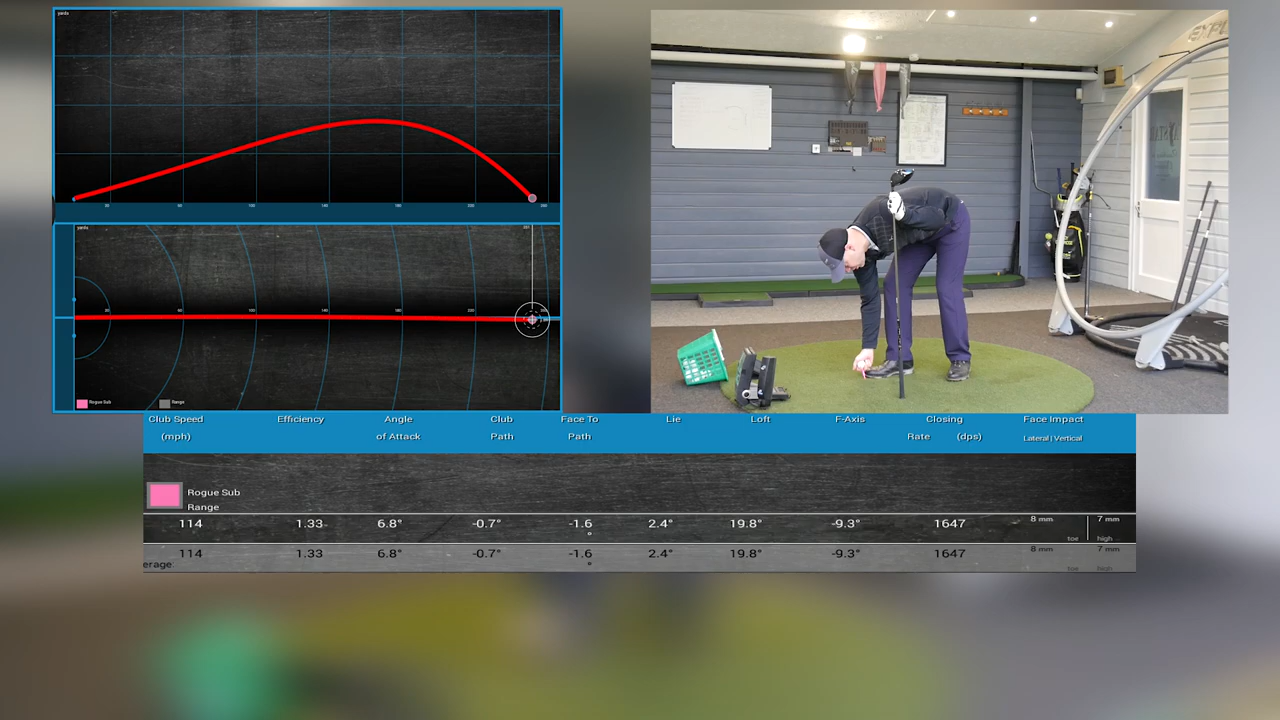 yards
yards
Rogue Sub
Range
Club Speed Efficiency Angle Club Face To Lie Loft F-Axis Closing Face Impact
(mph) of Attack Path Path Rate (dps) Lateral | Vertical
Rogue Sub
Range
114 1.33 6.8° -0.7° -1.6 2.4° 19.8° -9.3° 1647 8 mm 7 mm
° toe high
114 1.33 6.8° -0.7° -1.6 2.4° 19.8° -9.3° 1647 8 mm 7 mm
erage ° toe high